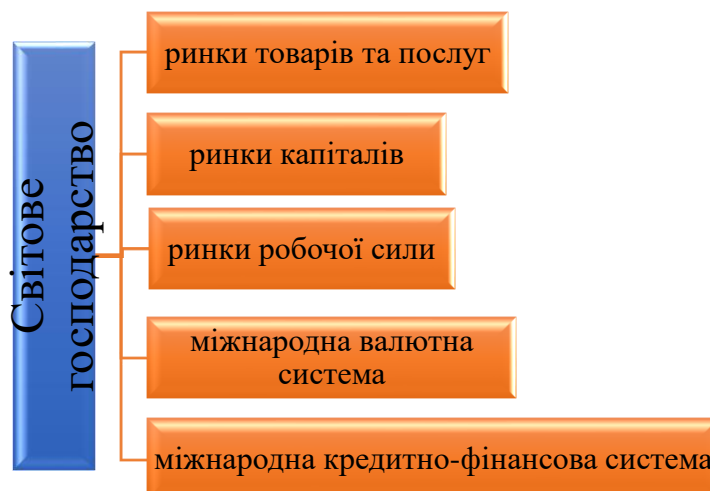 Світове
господарство
ринки товарів та послуг
ринки капіталів
ринки робочої сили
міжнародна валютна
система
міжнародна кредитно-фінансова система